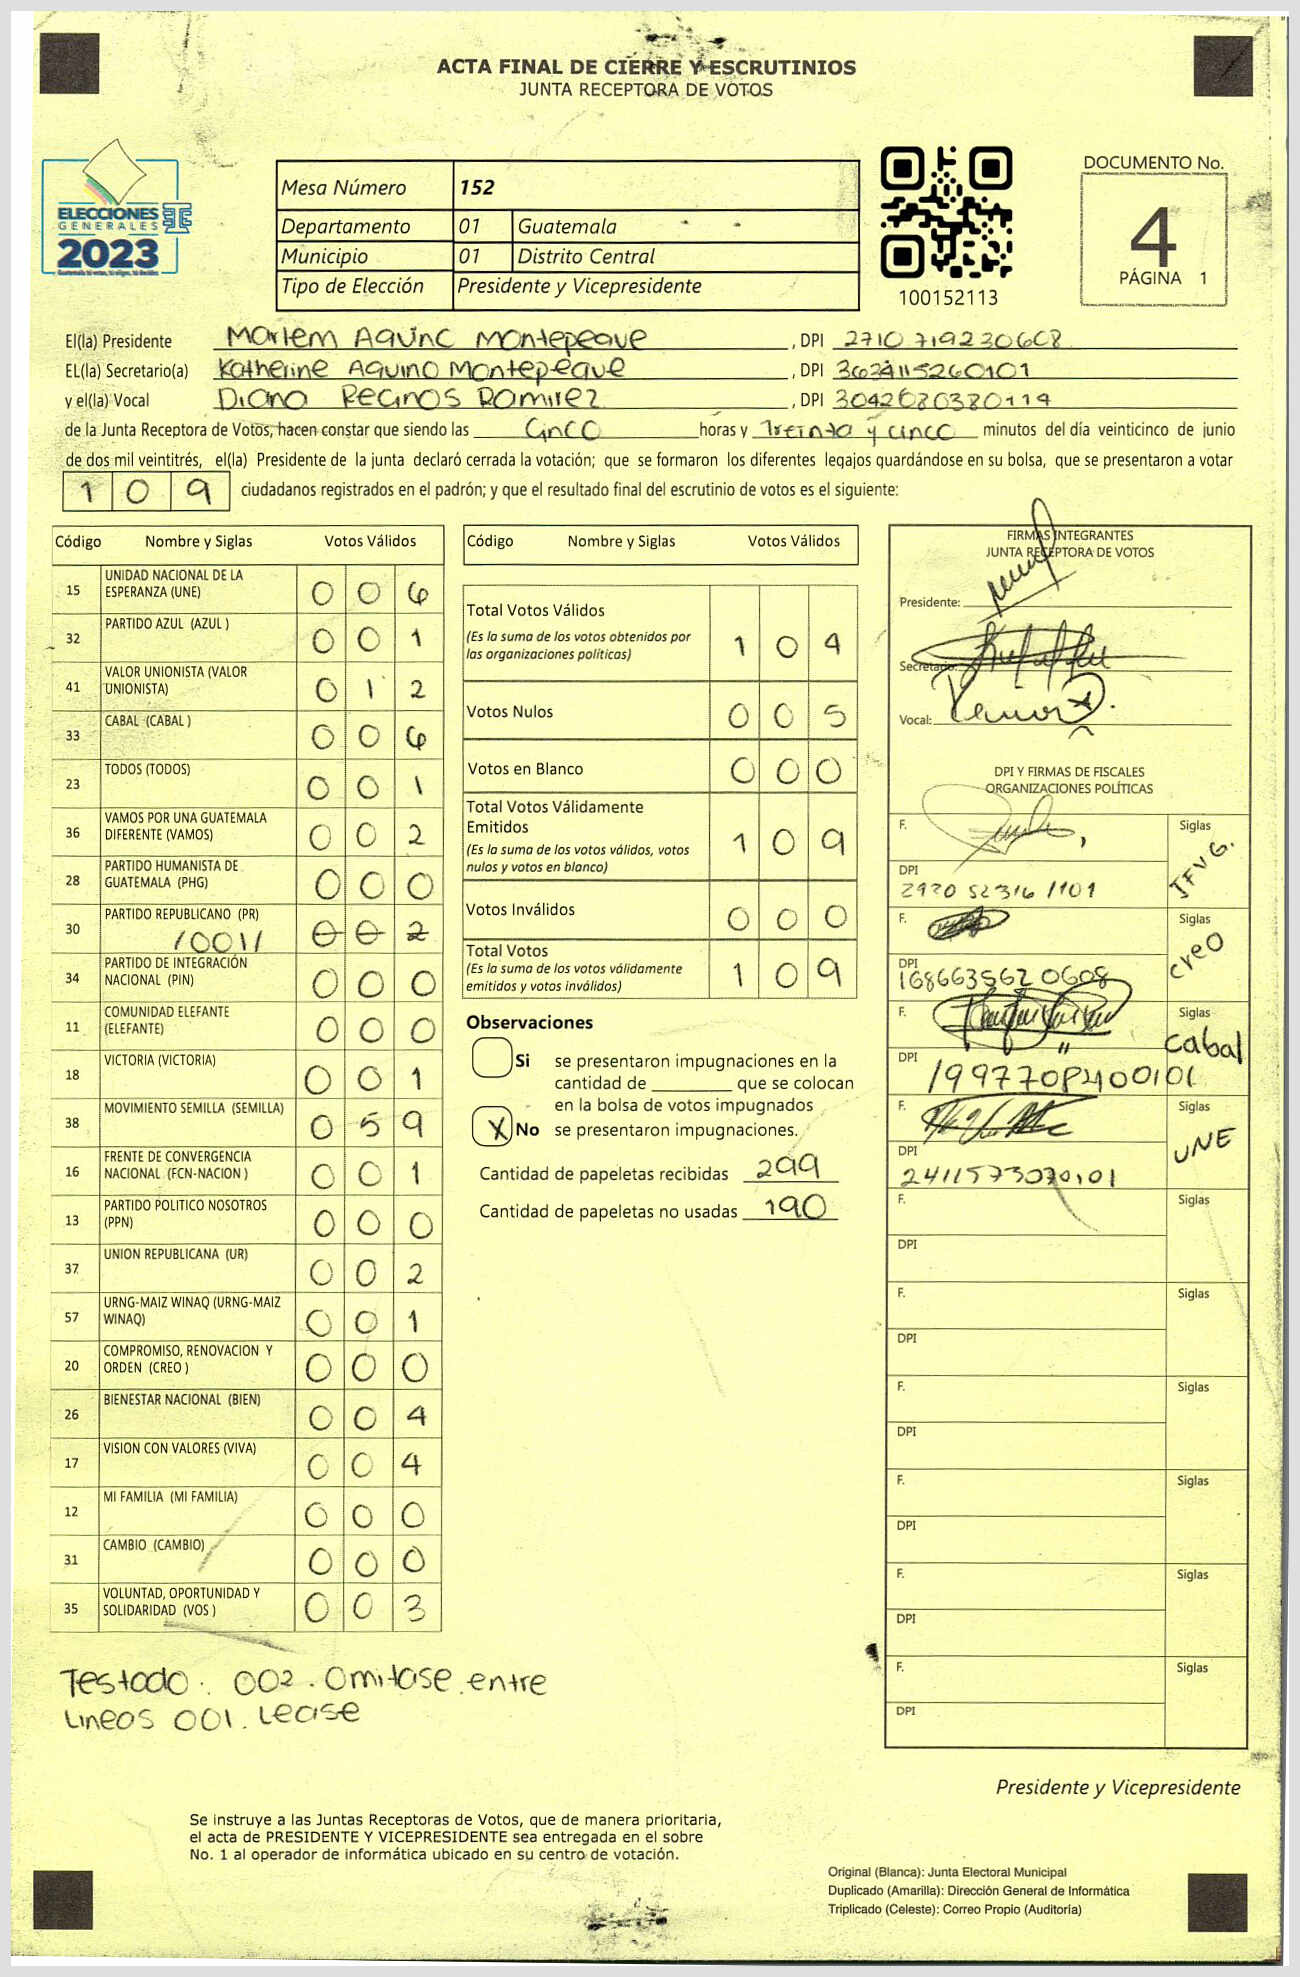 ACTA FINAL DE CIERRE Y ESCRUTINIOS
JUNTA RECEPTORA DE VOTOS
ELECCIONES
GENERALES
2023
Mesa Número 152
Departamento 01 Guatemala
Municipio 01 Distrito Central
Tipo de Elección Presidente y Vicepresidente
100152113
DOCUMENTO No.
4
PÁGINA 1
El(la) Presidente Marlem Aquino Montepeque , DPI 2710 719230608
EL(la) Secretario(a) Katherine Aquino Montepeque , DPI 3634115260101
y el(la) Vocal Diana Recinos Ramirez , DPI 3042680380114
de la Junta Receptora de Votos, hacen constar que siendo las Cinco horas y Treinta y cinco minutos del día veinticinco de junio
de dos mil veintitrés, el(la) Presidente de la junta declaró cerrada la votación; que se formaron los diferentes legajos guardándose en su bolsa, que se presentaron a votar
1 0 9 ciudadanos registrados en el padrón; y que el resultado final del escrutinio de votos es el siguiente:
Código Nombre y Siglas Votos Válidos
15 UNIDAD NACIONAL DE LA ESPERANZA (UNE) 0 0 6
32 PARTIDO AZUL (AZUL ) 0 0 1
41 VALOR UNIONISTA (VALOR UNIONISTA) 0 1 2
33 CABAL (CABAL ) 0 0 6
23 TODOS (TODOS) 0 0 1
36 VAMOS POR UNA GUATEMALA DIFERENTE (VAMOS) 0 0 2
28 PARTIDO HUMANISTA DE GUATEMALA (PHG) 0 0 0
30 PARTIDO REPUBLICANO (PR) /001/ 0 0 2
34 PARTIDO DE INTEGRACIÓN NACIONAL (PIN) 0 0 0
11 COMUNIDAD ELEFANTE (ELEFANTE) 0 0 0
18 VICTORIA (VICTORIA) 0 0 1
38 MOVIMIENTO SEMILLA (SEMILLA) 0 5 9
16 FRENTE DE CONVERGENCIA NACIONAL (FCN-NACION ) 0 0 1
13 PARTIDO POLITICO NOSOTROS (PPN) 0 0 0
37 UNION REPUBLICANA (UR) 0 0 2
57 URNG-MAIZ WINAQ (URNG-MAIZ WINAQ) 0 0 1
20 COMPROMISO, RENOVACION Y ORDEN (CREO ) 0 0 0
26 BIENESTAR NACIONAL (BIEN) 0 0 4
17 VISION CON VALORES (VIVA) 0 0 4
12 MI FAMILIA (MI FAMILIA) 0 0 0
31 CAMBIO (CAMBIO) 0 0 0
35 VOLUNTAD, OPORTUNIDAD Y SOLIDARIDAD (VOS ) 0 0 3
Testado. 002. Omitase entre
Lineas 001. Lease
Código Nombre y Siglas Votos Válidos
Total Votos Válidos
(Es la suma de los votos obtenidos por
las organizaciones políticas) 1 0 4
Votos Nulos 0 0 5
Votos en Blanco 0 0 0
Total Votos Válidamente
Emitidos
(Es la suma de los votos válidos, votos
nulos y votos en blanco) 1 0 9
Votos Inválidos 0 0 0
Total Votos
(Es la suma de los votos válidamente
emitidos y votos inválidos) 1 0 9
Observaciones
Si se presentaron impugnaciones en la
cantidad de ________ que se colocan
en la bolsa de votos impugnados
X No se presentaron impugnaciones.
Cantidad de papeletas recibidas 299
Cantidad de papeletas no usadas 190
FIRMAS INTEGRANTES
JUNTA RECEPTORA DE VOTOS
Presidente:
Secretario:
Vocal:
DPI Y FIRMAS DE FISCALES
ORGANIZACIONES POLÍTICAS
F. Siglas
DPI
2920 52316 1101
F. Siglas creo
DPI
168663562 0608
F. Siglas Cabal
DPI 1997708400101
F. Siglas UNE
DPI
2411573070101
F. Siglas
DPI
F. Siglas
DPI
F. Siglas
DPI
F. Siglas
DPI
F. Siglas
DPI
F. Siglas
DPI
Presidente y Vicepresidente
Se instruye a las Juntas Receptoras de Votos, que de manera prioritaria,
el acta de PRESIDENTE Y VICEPRESIDENTE sea entregada en el sobre
No. 1 al operador de informática ubicado en su centro de votación.
Original (Blanca): Junta Electoral Municipal
Duplicado (Amarilla): Dirección General de Informática
Triplicado (Celeste): Correo Propio (Auditoría)